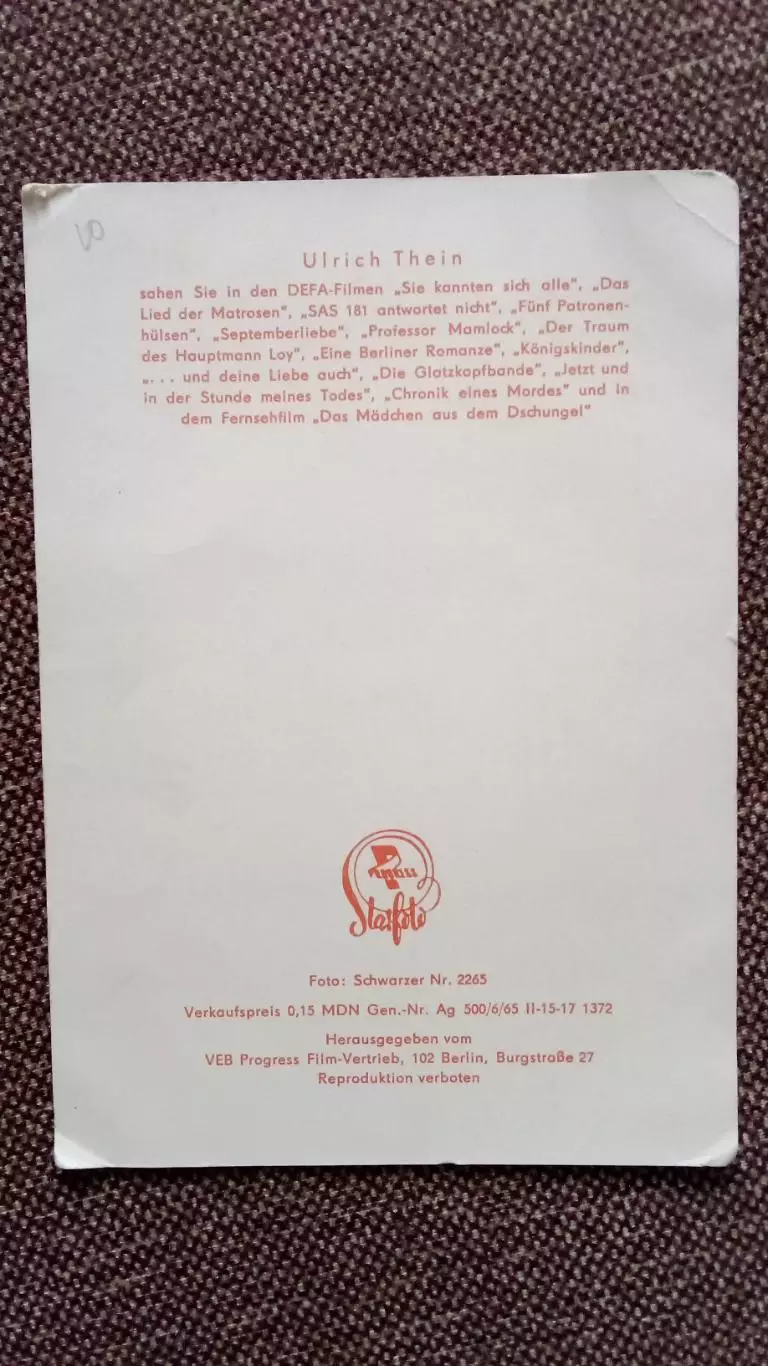 Ulrich Thein
sahen Sie in den DEFA-Filmen „Sie kannten sich alle", „Das
Lied der Matrosen", „SAS 181 antwortet nicht", „Fünf Patronen-
hülsen", „Septemberliebe", „Professor Mamlock", „Der Traum
des Hauptmann Loy", „Eine Berliner Romanze", „Königskinder",
„... und deine Liebe auch", „Die Glatzkopfbande", „Jetzt und
in der Stunde meines Todes", „Chronik eines Mordes" und in
dem Fernsehfilm „Das Mädchen aus dem Dschungel"
Starfoto
Foto: Schwarzer Nr. 2265
Verkaufspreis 0,15 MDN Gen.-Nr. Ag 500/6/65 II-15-17 1372
Herausgegeben vom
VEB Progress Film-Vertrieb, 102 Berlin, Burgstraße 27
Reproduktion verboten